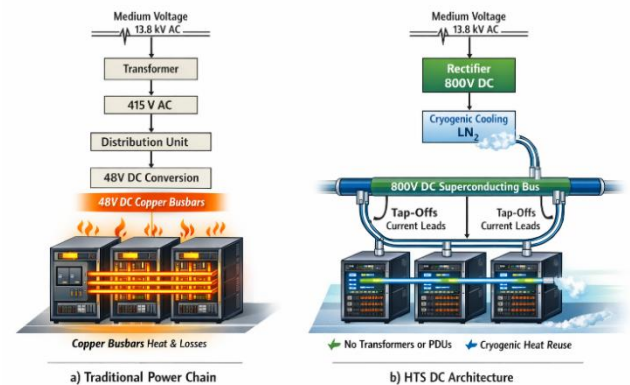 Medium Voltage
13.8 kV AC
Transformer
415 V AC
Distribution Unit
48V DC Conversion
48V DC Copper Busbars
Copper Busbars Heat & Losses
a) Traditional Power Chain
Medium Voltage
13.8 kV AC
Rectifier
800V DC
Cryogenic Cooling
LN2
800V DC Superconducting Bus
Tap-Offs
Current Leads
Tap-Offs
Current Leads
No Transformers or PDUs
Cryogenic Heat Reuse
b) HTS DC Architecture